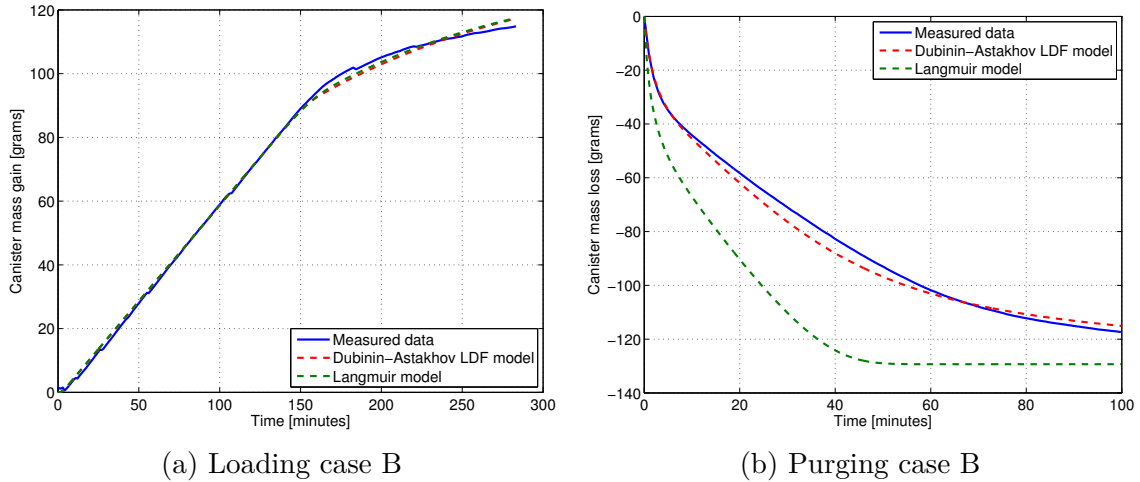 120
100
80
60
40
20
0
0 50 100 150 200 250 300
Canister mass gain [grams]
Time [minutes]
Measured data
Dubinin−Astakhov LDF model
Langmuir model
(a) Loading case B
0
−20
−40
−60
−80
−100
−120
−140
0 20 40 60 80 100
Canister mass loss [grams]
Time [minutes]
Measured data
Dubinin−Astakhov LDF model
Langmuir model
(b) Purging case B